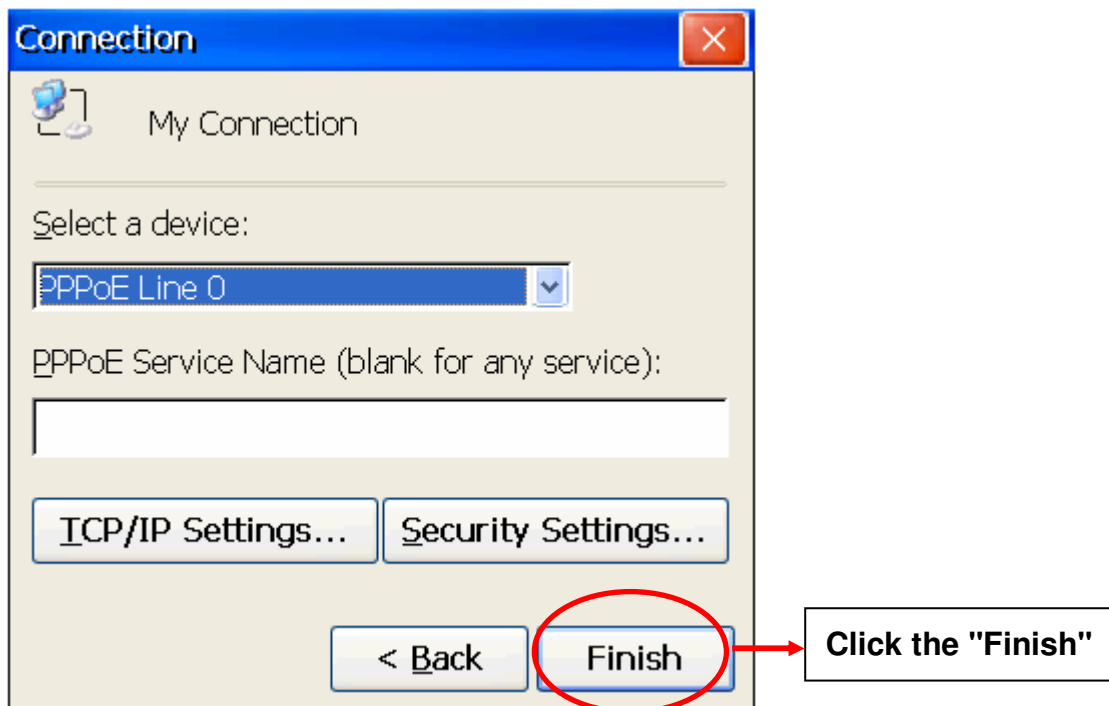 Connection
My Connection
Select a device:
PPPoE Line 0
PPPoE Service Name (blank for any service):
TCP/IP Settings... Security Settings...
< Back Finish
Click the "Finish"